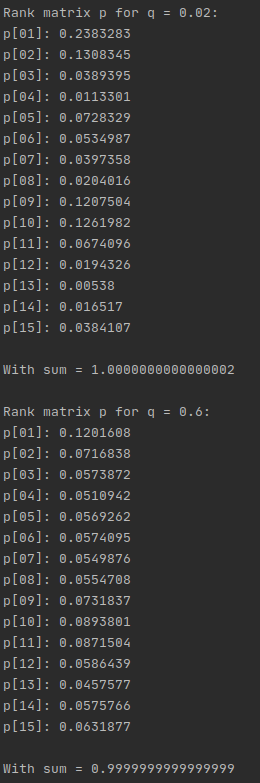 Rank matrix p for q = 0.02:
p[01]: 0.2383283
p[02]: 0.1308345
p[03]: 0.0389395
p[04]: 0.0113301
p[05]: 0.0728329
p[06]: 0.0534987
p[07]: 0.0397358
p[08]: 0.0204016
p[09]: 0.1207504
p[10]: 0.1261982
p[11]: 0.0674096
p[12]: 0.0194326
p[13]: 0.00538
p[14]: 0.016517
p[15]: 0.0384107
With sum = 1.0000000000000002
Rank matrix p for q = 0.6:
p[01]: 0.1201608
p[02]: 0.0716838
p[03]: 0.0573872
p[04]: 0.0510942
p[05]: 0.0569262
p[06]: 0.0574095
p[07]: 0.0549876
p[08]: 0.0554708
p[09]: 0.0731837
p[10]: 0.0893801
p[11]: 0.0871504
p[12]: 0.0586439
p[13]: 0.0457577
p[14]: 0.0575766
p[15]: 0.0631877
With sum = 0.9999999999999999